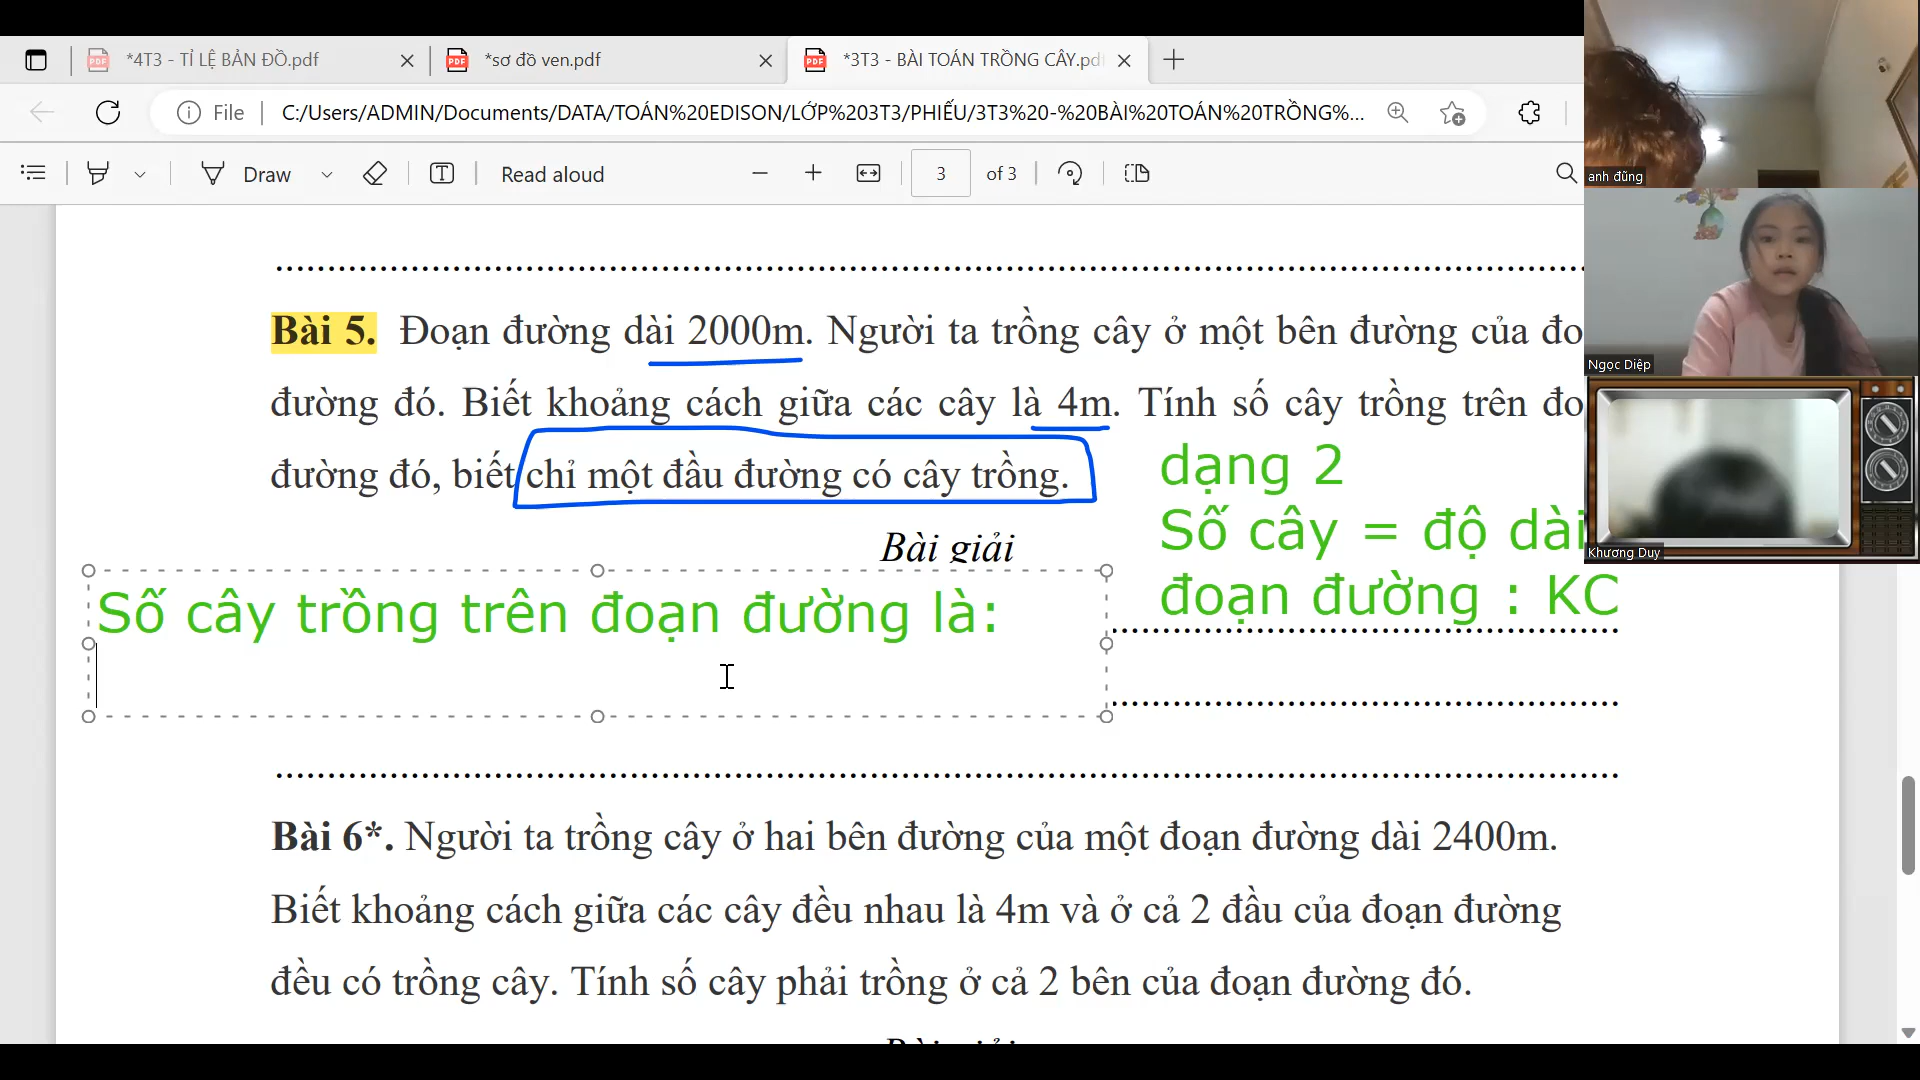 *4T3 - TỈ LỆ BẢN ĐỒ.pdf
*sơ đồ ven.pdf
*3T3 - BÀI TOÁN TRỒNG CÂY.pd
File
C:/Users/ADMIN/Documents/DATA/TOÁN%20EDISON/LỚP%203T3/PHIẾU/3T3%20-%20BÀI%20TOÁN%20TRỒNG%...
Draw
Read aloud
3
of 3
anh đũng
Ngọc Diệp
Khương Duy
Bài 5. Đoạn đường dài 2000m. Người ta trồng cây ở một bên đường của đo
đường đó. Biết khoảng cách giữa các cây là 4m. Tính số cây trồng trên đo
đường đó, biết chỉ một đầu đường có cây trồng.
dạng 2
Số cây = độ dài
đoạn đường : KC
Bài giải
Số cây trồng trên đoạn đường là:
Bài 6*. Người ta trồng cây ở hai bên đường của một đoạn đường dài 2400m.
Biết khoảng cách giữa các cây đều nhau là 4m và ở cả 2 đầu của đoạn đường
đều có trồng cây. Tính số cây phải trồng ở cả 2 bên của đoạn đường đó.